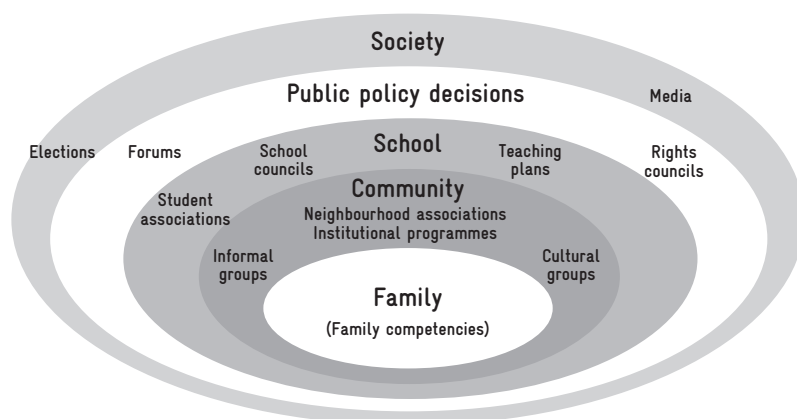 Society
Public policy decisions
Media
Elections
Forums
School
councils
School
Teaching
plans
Rights
councils
Student
associations
Community
Neighbourhood associations
Institutional programmes
Informal
groups
Cultural
groups
Family
(Family competencies)